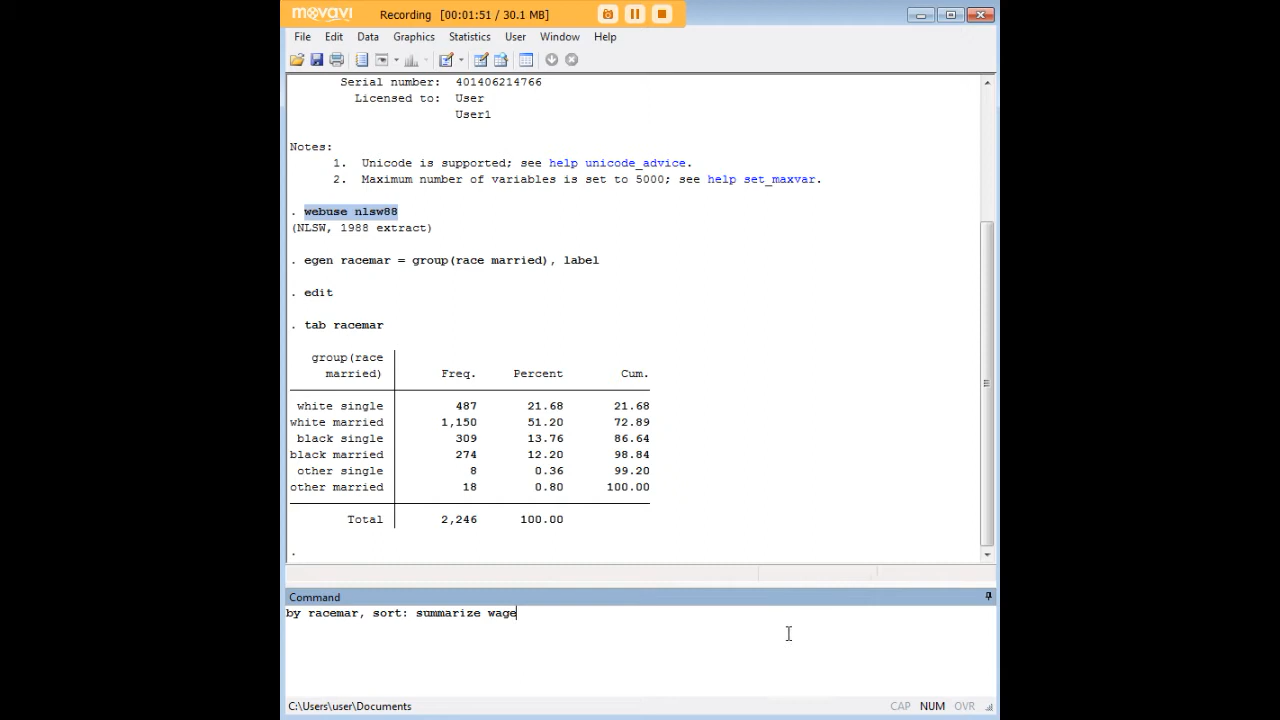 movavi Recording [00:01:51 / 30.1 MB]
File Edit Data Graphics Statistics User Window Help
Serial number: 401406214766
Licensed to: User
User1
Notes:
1. Unicode is supported; see help unicode_advice.
2. Maximum number of variables is set to 5000; see help set_maxvar.
. webuse nlsw88
(NLSW, 1988 extract)
. egen racemar = group(race married), label
. edit
. tab racemar
group(race
married) Freq. Percent Cum.
white single 487 21.68 21.68
white married 1,150 51.20 72.89
black single 309 13.76 86.64
black married 274 12.20 98.84
other single 8 0.36 99.20
other married 18 0.80 100.00
Total 2,246 100.00
.
Command
by racemar, sort: summarize wage
C:\Users\user\Documents CAP NUM OVR